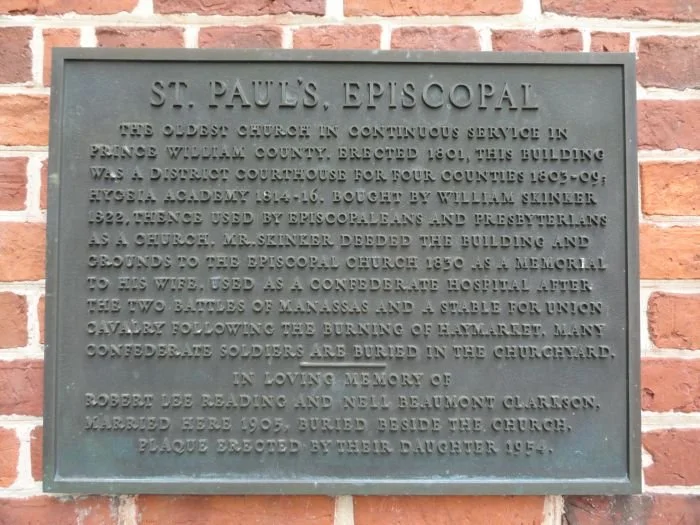 ST. PAUL'S, EPISCOPAL
THE OLDEST CHURCH IN CONTINUOUS SERVICE IN
PRINCE WILLIAM COUNTY. ERECTED 1801, THIS BUILDING
WAS A DISTRICT COURTHOUSE FOR FOUR COUNTIES 1803-09;
HYGEIA ACADEMY 1814-16. BOUGHT BY WILLIAM SKINKER
1822, THENCE USED BY EPISCOPALEANS AND PRESBYTERIANS
AS A CHURCH. MR. SKINKER DEEDED THE BUILDING AND
GROUNDS TO THE EPISCOPAL CHURCH 1830 AS A MEMORIAL
TO HIS WIFE. USED AS A CONFEDERATE HOSPITAL AFTER
THE TWO BATTLES OF MANASSAS AND A STABLE FOR UNION
CAVALRY FOLLOWING THE BURNING OF HAYMARKET. MANY
CONFEDERATE SOLDIERS ARE BURIED IN THE CHURCHYARD.
IN LOVING MEMORY OF
ROBERT LEE READING AND NELL BEAUMONT CLARKSON,
MARRIED HERE 1905. BURIED BESIDE THE CHURCH.
PLAQUE ERECTED BY THEIR DAUGHTER 1954.